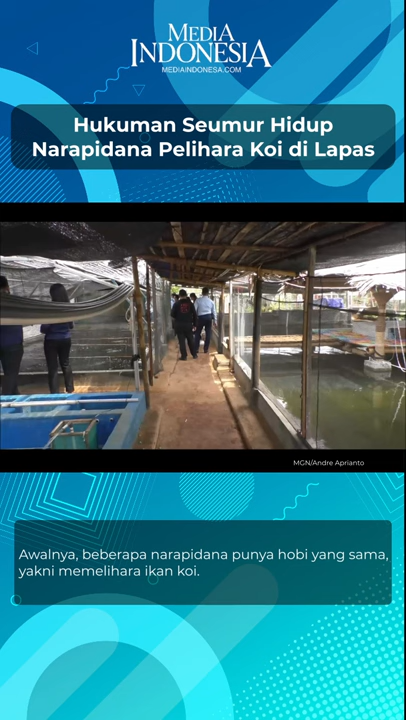 MEDIA
INDONESIA
MEDIAINDONESA.COM
Hukuman Seumur Hidup
Narapidana Pelihara Koi di Lapas
MGN/Andre Aprianto
Awalnya, beberapa narapidana punya hobi yang sama,
yakni memelihara ikan koi.